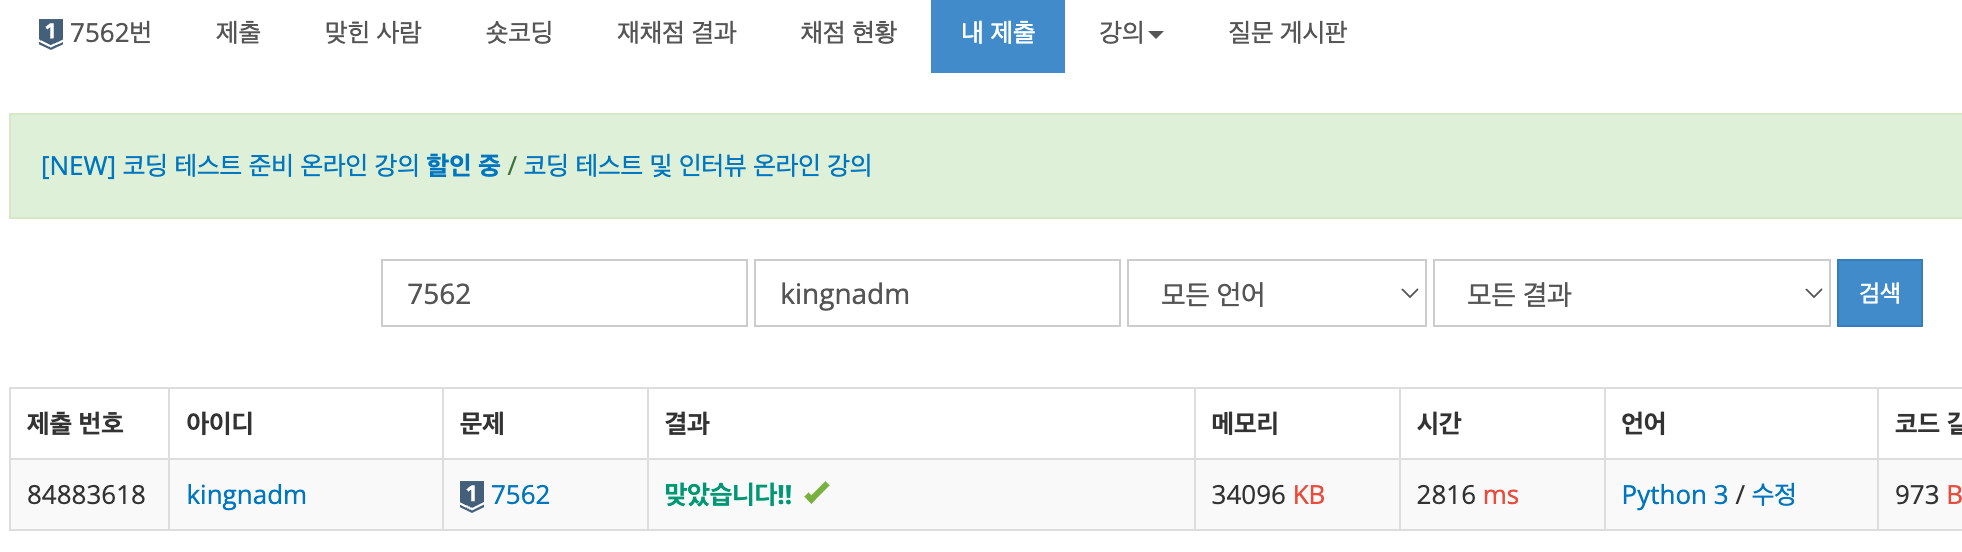 1 7562번 제출 맞힌 사람 숏코딩 재채점 결과 채점 현황 내 제출 강의 질문 게시판
[NEW] 코딩 테스트 준비 온라인 강의 할인 중 / 코딩 테스트 및 인터뷰 온라인 강의
7562 kingnadm 모든 언어 모든 결과 검색
제출 번호 아이디 문제 결과 메모리 시간 언어 코드
84883618 kingnadm 1 7562 맞았습니다!! 34096 KB 2816 ms Python 3 / 수정 973 B